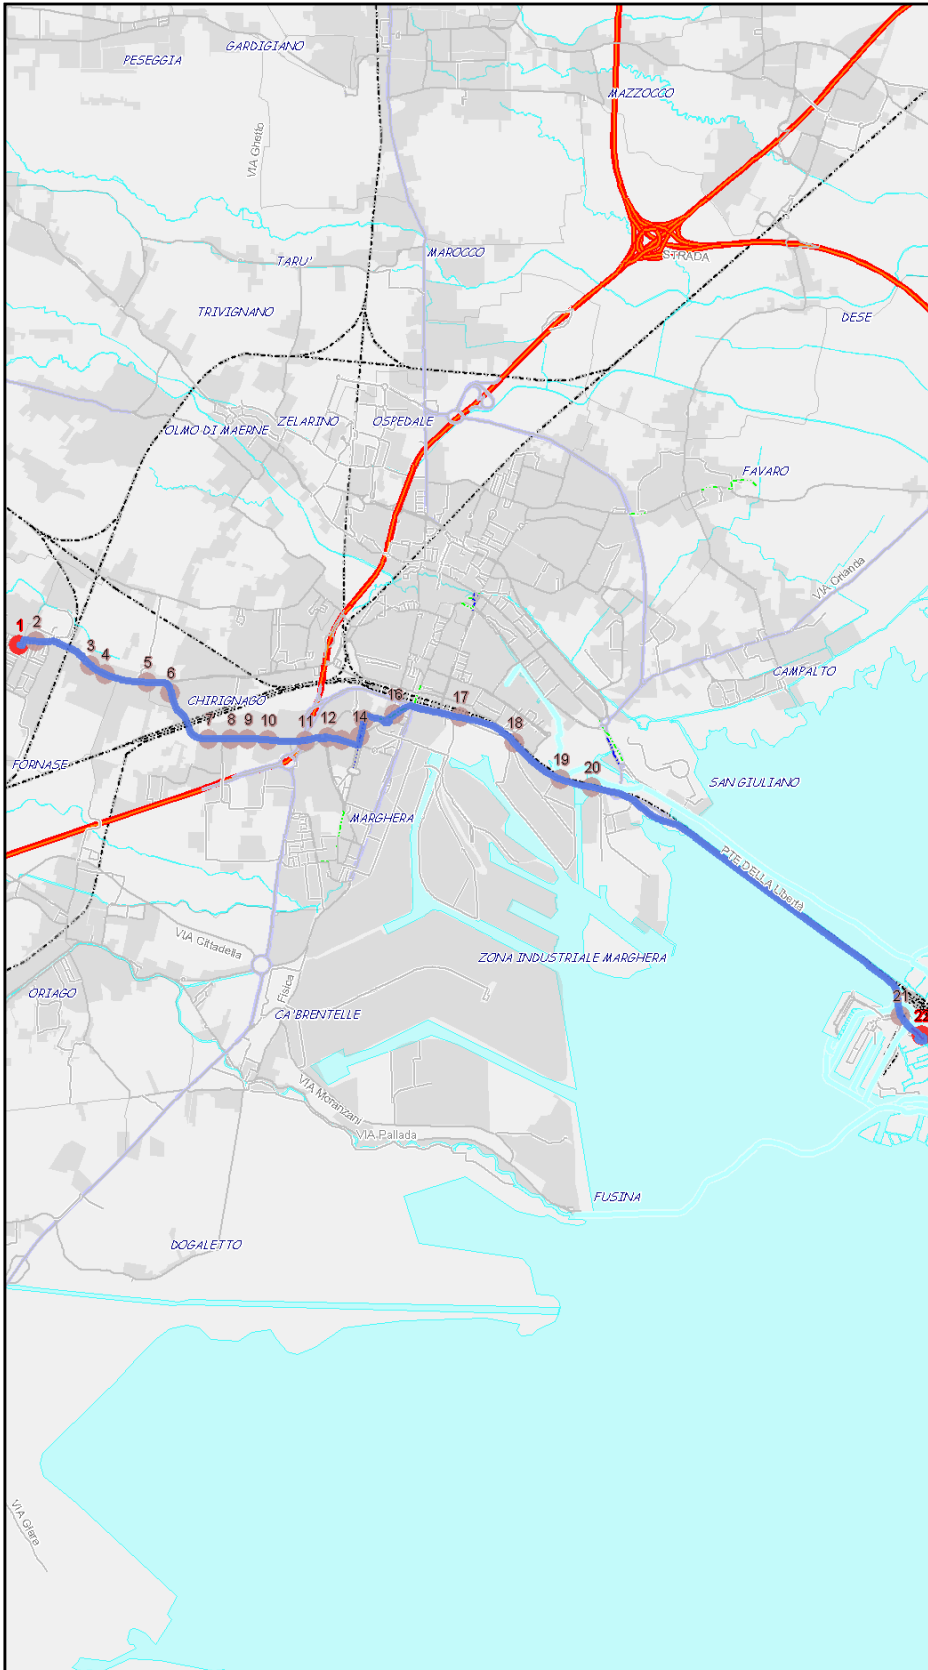 GARDIGIANO
PESEGGIA
MAZZOCCO
VIA Ghetto
MAROCCO
STRADA
TARU'
TRIVIGNANO
DESE
ZELARINO
OSPEDALE
OLMO DI MAERNE
FAVARO
VIA Orlanda
1
2
3
4
5
6
CAMPALTO
CHIRIGNAGO
7
8
9
10
11
12
14
16
17
18
19
20
FORNASE
SAN GIULIANO
MARGHERA
PTE DELLA Libertà
VIA Cittadella
ZONA INDUSTRIALE MARGHERA
ORIAGO
Fisica
21
22
CA'BRENTELLE
VIA Moranzani
VIA Pallada
FUSINA
DOGALETTO
VIA Glare